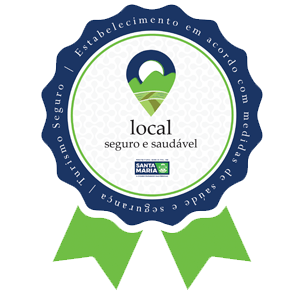 Turismo Seguro | Estabelecimento em acordo com medidas de saúde e segurança |
local
seguro e saudável
SANTA
MARIA